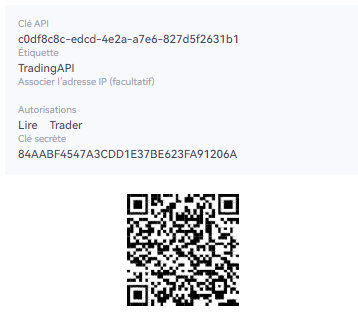 Clé API
c0df8c8c-edcd-4e2a-a7e6-827d5f2631b1
Étiquette
TradingAPI
Associer l'adresse IP (facultatif)
Autorisations
Lire Trader
Clé secrète
84AABF4547A3CDD1E37BE623FA91206A